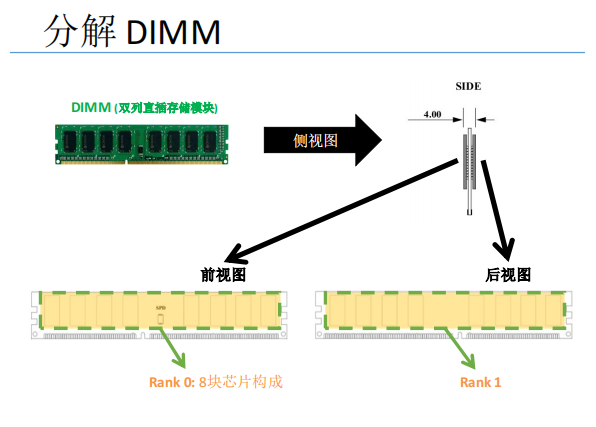 分解 DIMM
DIMM (双列直插存储模块)
SIDE
4.00
侧视图
前视图
后视图
SPD
Rank 0: 8块芯片构成
Rank 1